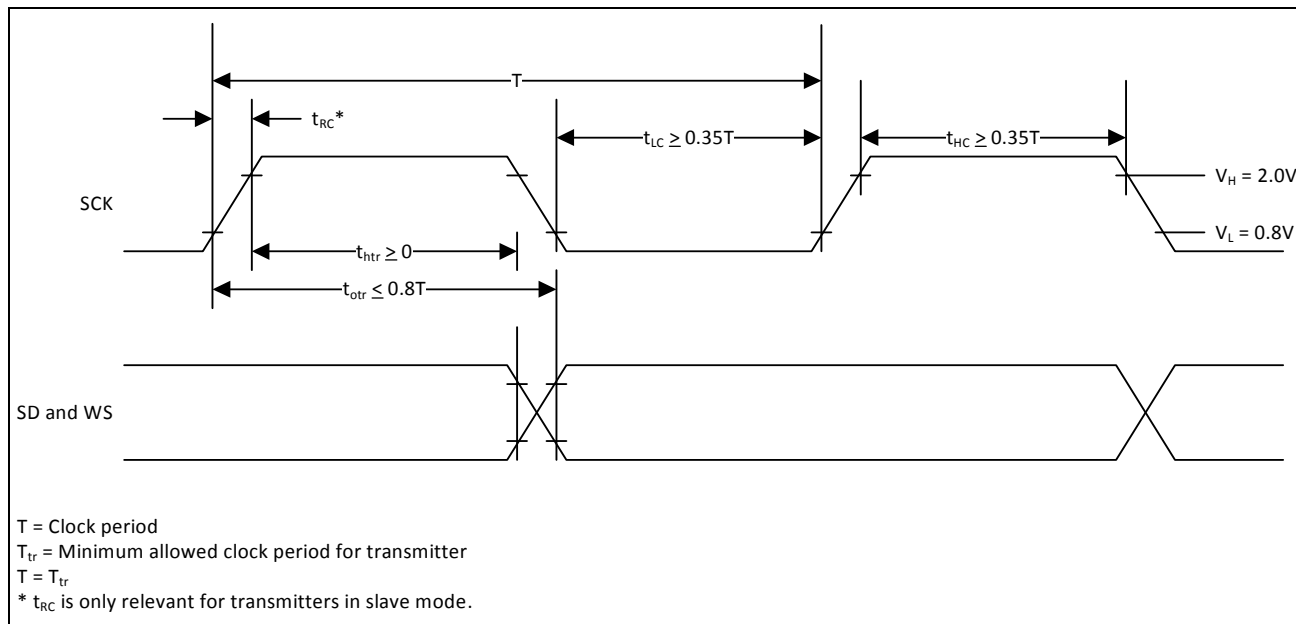 T
t_RC*
t_LC ≥ 0.35T
t_HC ≥ 0.35T
V_H = 2.0V
SCK
V_L = 0.8V
t_htr ≥ 0
t_otr ≤ 0.8T
SD and WS
T = Clock period
T_tr = Minimum allowed clock period for transmitter
T = T_tr
* t_RC is only relevant for transmitters in slave mode.